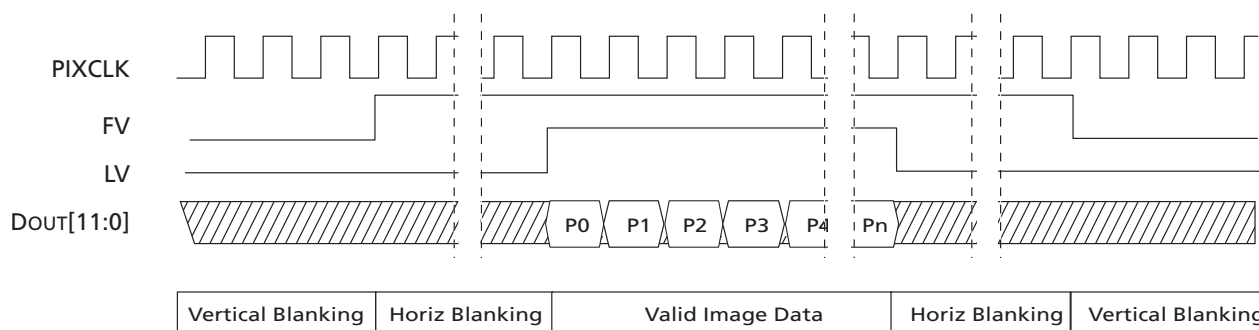 PIXCLK
FV
LV
DOUT[11:0]
P0 P1 P2 P3 P4 Pn
Vertical Blanking Horiz Blanking Valid Image Data Horiz Blanking Vertical Blanking